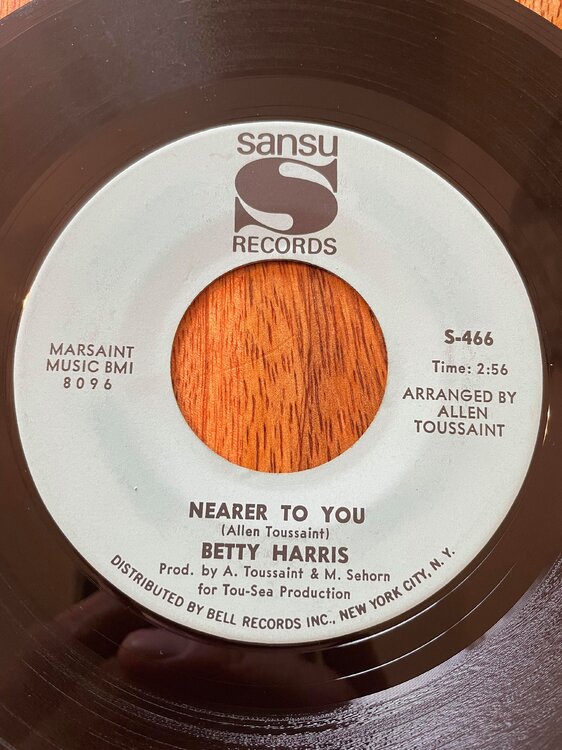 sansu
S
RECORDS
MARSAINT
MUSIC BMI
8096
S-466
Time: 2:56
ARRANGED BY
ALLEN
TOUSSAINT
NEARER TO YOU
(Allen Toussaint)
BETTY HARRIS
Prod. by A. Toussaint & M. Sehorn
for Tou-Sea Production
DISTRIBUTED BY BELL RECORDS INC., NEW YORK CITY, N. Y.